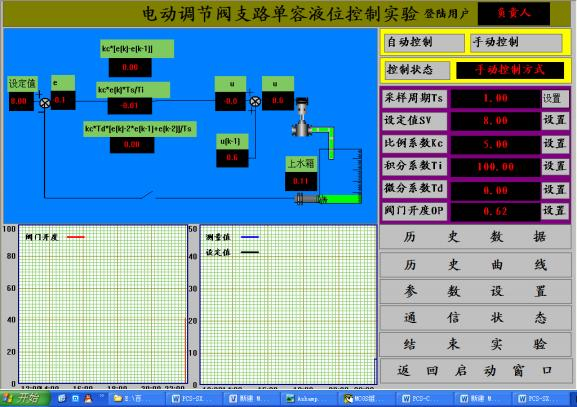 电动调节阀支路单容液位控制实验 登陆用户 负责人
自动控制 手动控制
控制状态 手动控制方式
kc*[e(k)-e(k-1)]
0.00
设定值 e kc*e(k)*Ts/Ti u u
8.00 0.1 -0.01 -0.0 0.6
kc*Td*[e(k)-2*e(k-1)+e(k-2)]/Ts
0.00
u(k-1)
0.6
上水箱
0.11
采样周期Ts 1.00 设置
设定值SV 8.00 设置
比例系数Kc 5.00 设置
积分系数Ti 100.00 设置
微分系数Td 0.00 设置
阀门开度OP 0.62 设置
历 史 数 据
历 史 曲 线
参 数 设 置
通 信 状 态
结 束 实 验
返 回 启 动 窗 口
阀门开度
100
80
60
40
20
0
测量值
设定值
50
40
30
20
10
0
开始 E:\百... PCS-SX... 新建 M... MCGS组... PCS-C... 新建 M... PCS-SX...